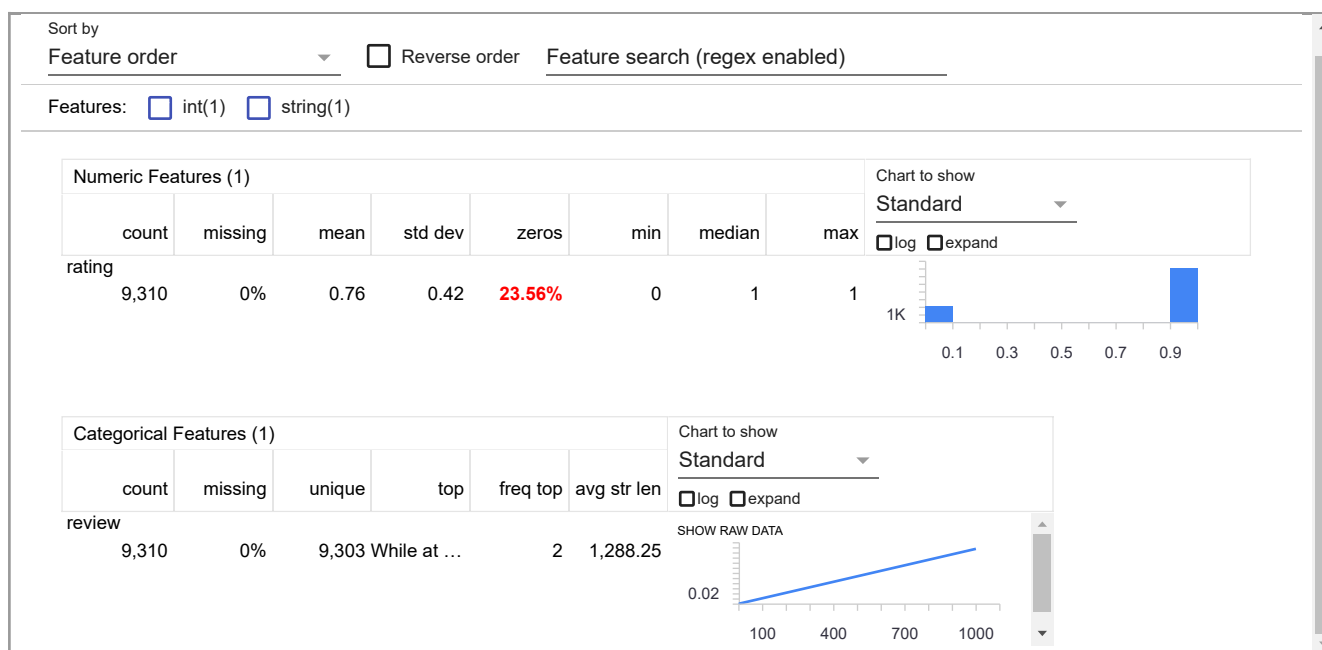 Sort by
Feature order
Reverse order
Feature search (regex enabled)
Features: int(1) string(1)
Numeric Features (1)
Chart to show
Standard
count missing mean std dev zeros min median max
log expand
rating
9,310 0% 0.76 0.42 23.56% 0 1 1
1K
0.1 0.3 0.5 0.7 0.9
Categorical Features (1)
Chart to show
Standard
count missing unique top freq top avg str len
log expand
review
SHOW RAW DATA
9,310 0% 9,303 While at … 2 1,288.25
0.02
100 400 700 1000